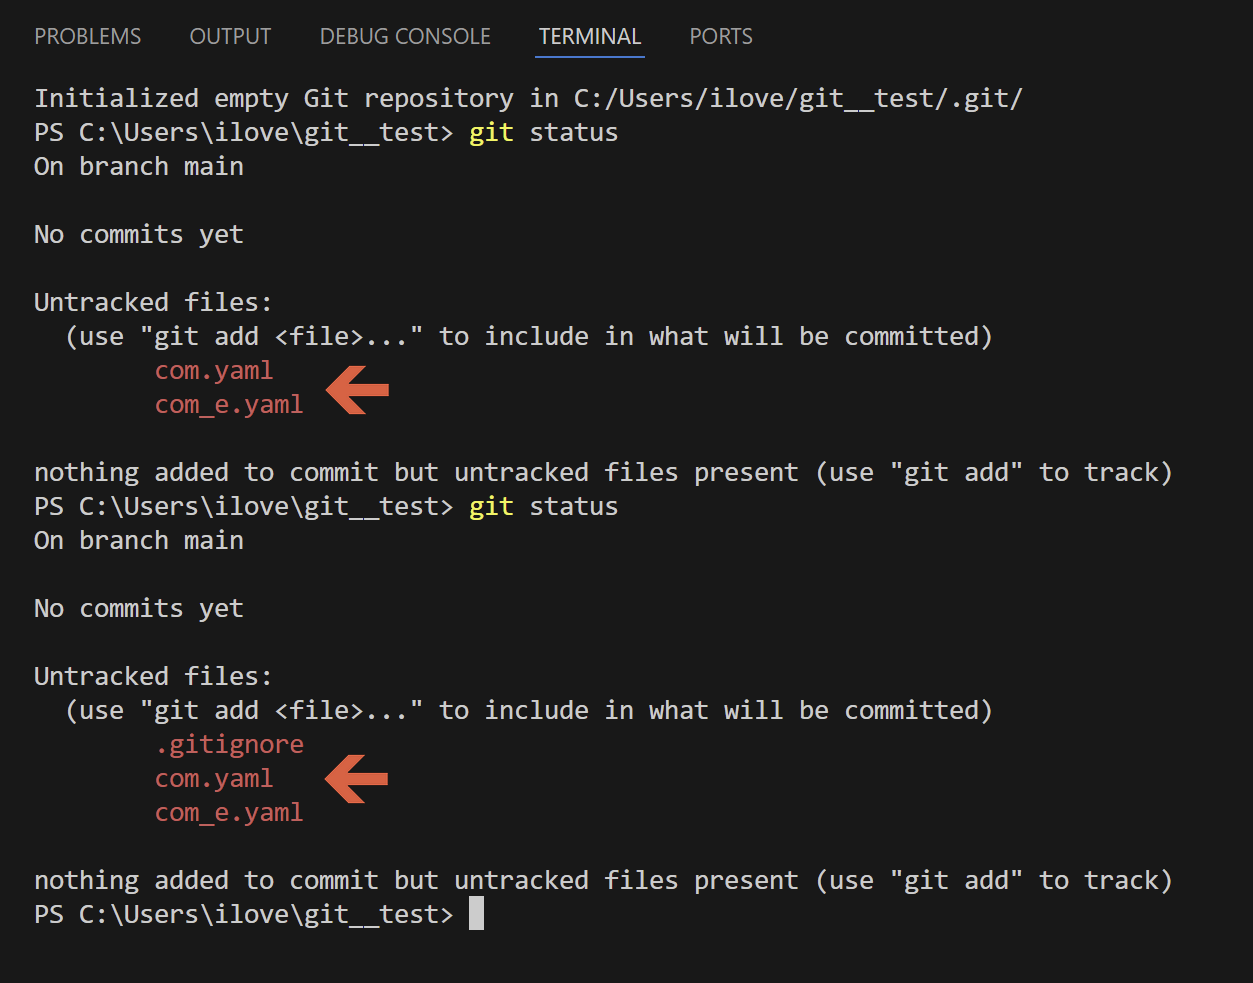 PROBLEMS OUTPUT DEBUG CONSOLE TERMINAL PORTS
Initialized empty Git repository in C:/Users/ilove/git__test/.git/
PS C:\Users\ilove\git__test> git status
On branch main
No commits yet
Untracked files:
  (use "git add <file>..." to include in what will be committed)
        com.yaml
        com_e.yaml
nothing added to commit but untracked files present (use "git add" to track)
PS C:\Users\ilove\git__test> git status
On branch main
No commits yet
Untracked files:
  (use "git add <file>..." to include in what will be committed)
        .gitignore
        com.yaml
        com_e.yaml
nothing added to commit but untracked files present (use "git add" to track)
PS C:\Users\ilove\git__test>